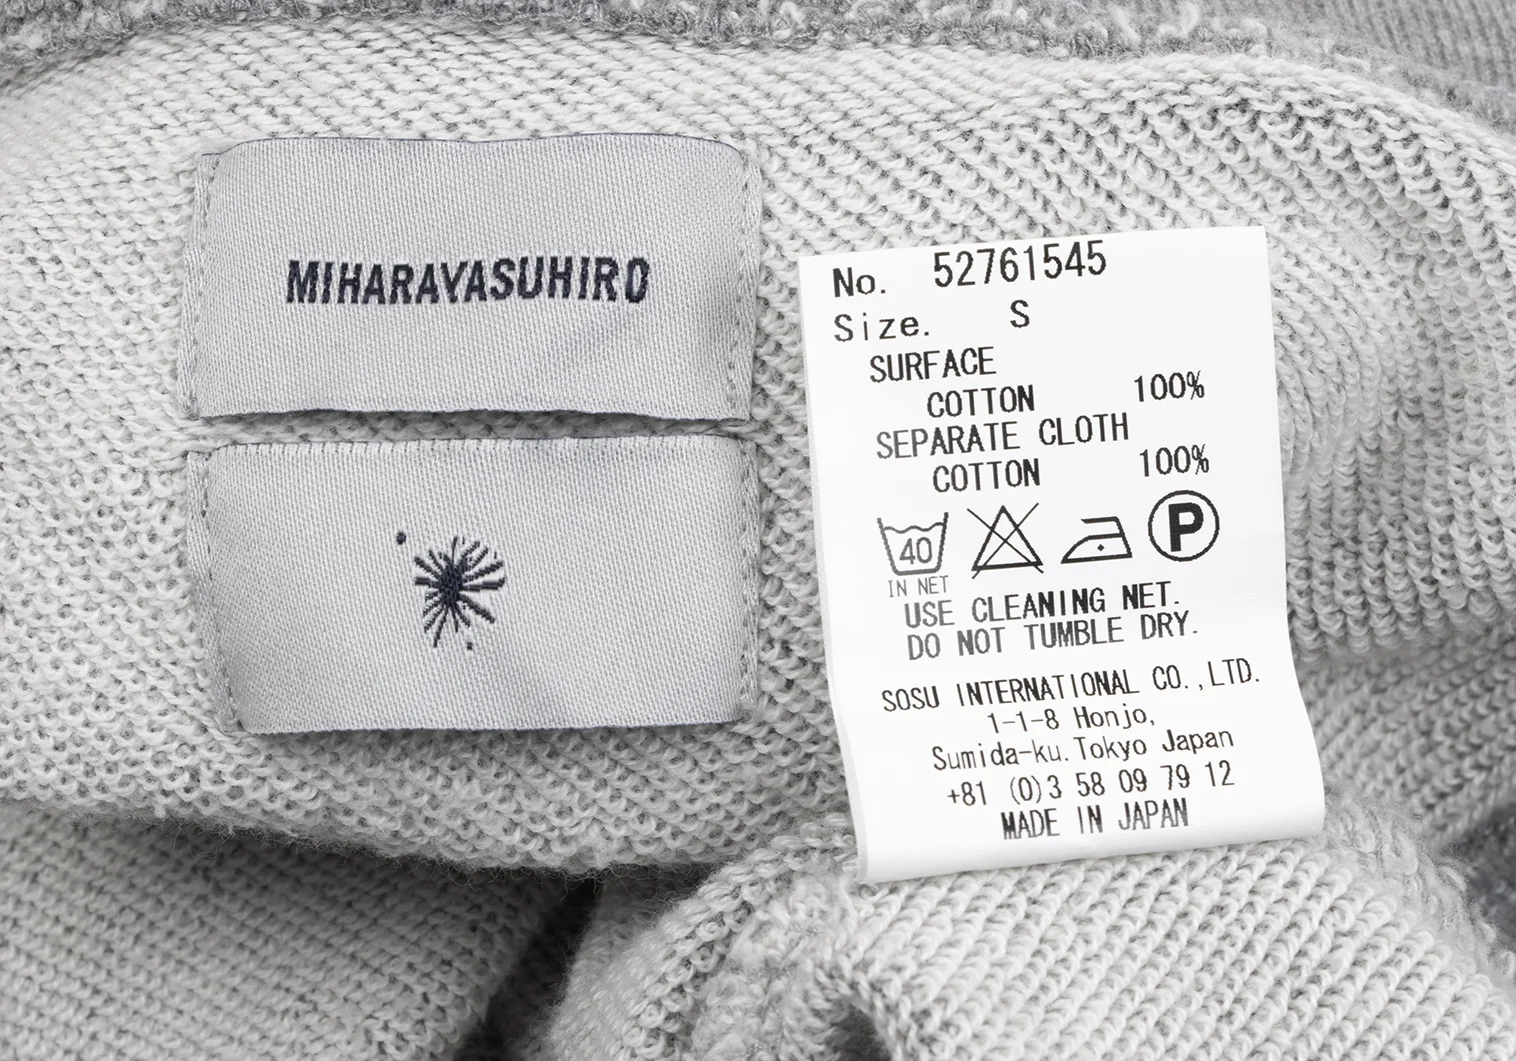 MIHARAYASUHIRO
No. 52761545
Size. S
SURFACE
COTTON 100%
SEPARATE CLOTH
COTTON 100%
40
P
IN NET
USE CLEANING NET.
DO NOT TUMBLE DRY.
SOSU INTERNATIONAL CO.,LTD.
1-1-8 Honjo,
Sumida-ku.Tokyo Japan
+81 (0)3 58 09 79 12
MADE IN JAPAN